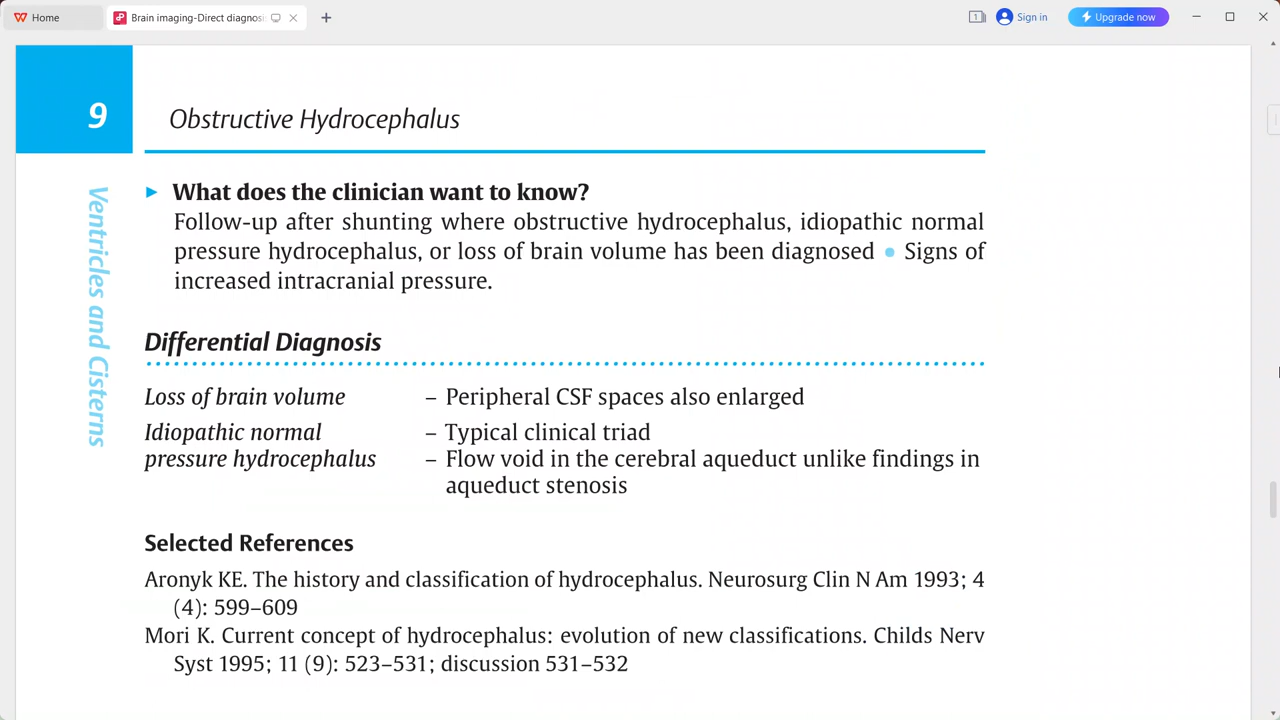 Home
Brain imaging-Direct diagnosi
1
Sign in
Upgrade now
9
Obstructive Hydrocephalus
Ventricles and Cisterns
What does the clinician want to know?
Follow-up after shunting where obstructive hydrocephalus, idiopathic normal
pressure hydrocephalus, or loss of brain volume has been diagnosed • Signs of
increased intracranial pressure.
Differential Diagnosis
Loss of brain volume – Peripheral CSF spaces also enlarged
Idiopathic normal – Typical clinical triad
pressure hydrocephalus – Flow void in the cerebral aqueduct unlike findings in
aqueduct stenosis
Selected References
Aronyk KE. The history and classification of hydrocephalus. Neurosurg Clin N Am 1993; 4
(4): 599–609
Mori K. Current concept of hydrocephalus: evolution of new classifications. Childs Nerv
Syst 1995; 11 (9): 523–531; discussion 531–532